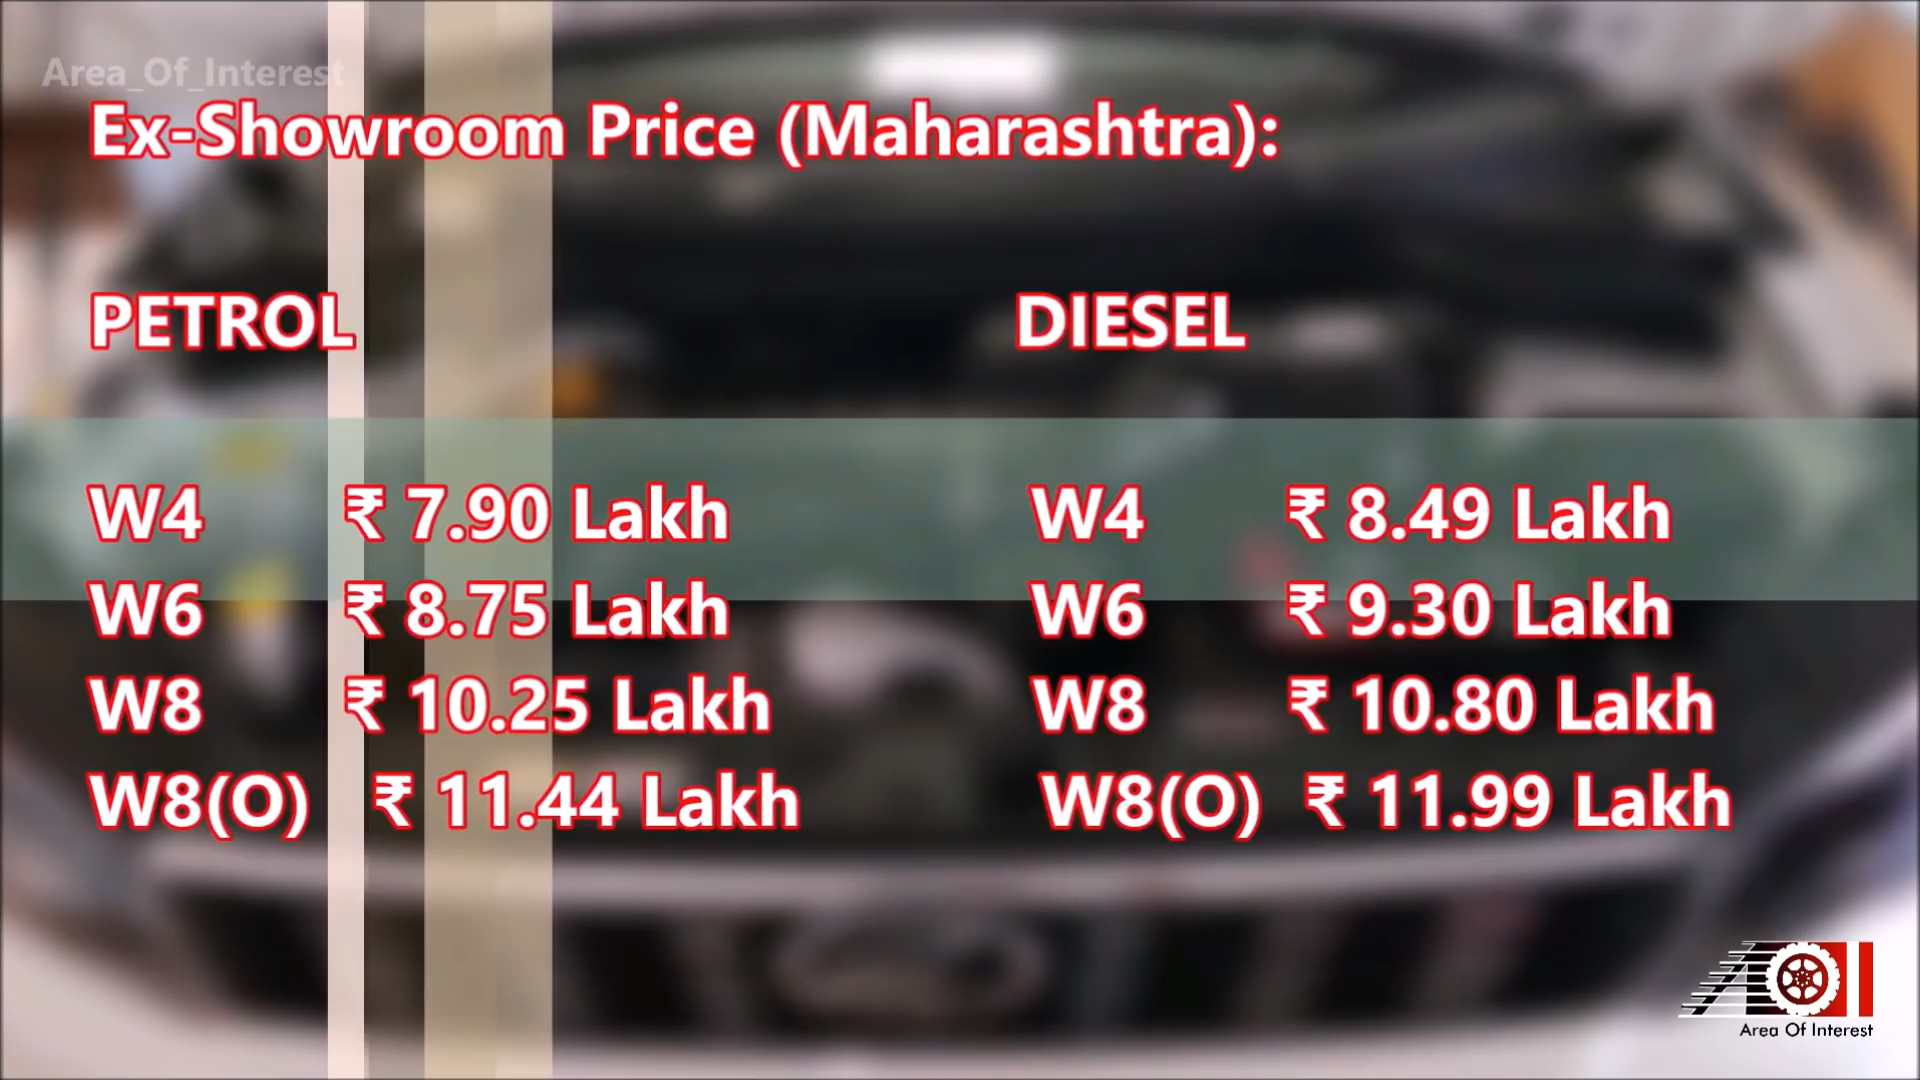 Area_Of_Interest
Ex-Showroom Price (Maharashtra):
PETROL DIESEL
W4 ₹ 7.90 Lakh W4 ₹ 8.49 Lakh
W6 ₹ 8.75 Lakh W6 ₹ 9.30 Lakh
W8 ₹ 10.25 Lakh W8 ₹ 10.80 Lakh
W8(O) ₹ 11.44 Lakh W8(O) ₹ 11.99 Lakh
AOI
Area Of Interest